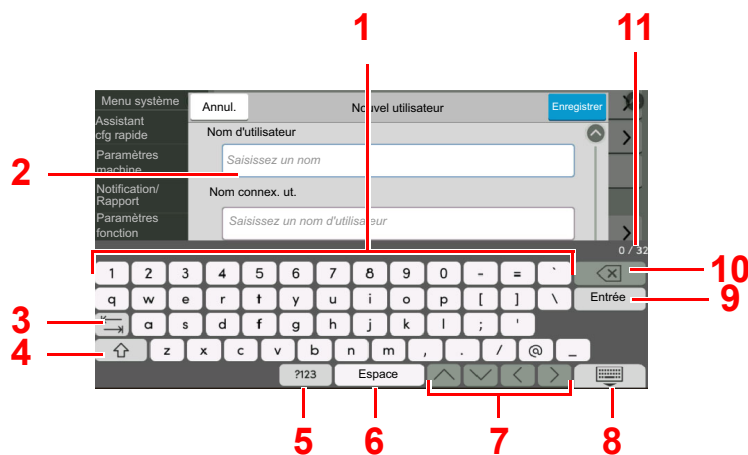 1
11
Menu système
Annul.
Nouvel utilisateur
Enregistrer
Assistant
cfg rapide
Nom d'utilisateur
Paramètres
machine
2
Saisissez un nom
Notification/
Rapport
Nom connex. ut.
Paramètres
fonction
Saisissez un nom d'utilisateur
0 / 32
1 2 3 4 5 6 7 8 9 0 - = `
10
q w e r t y u i o p [ ] \
Entrée
9
3
a s d f g h j k l ; '
4
z x c v b n m , . / @ _
?123
Espace
5
6
7
8